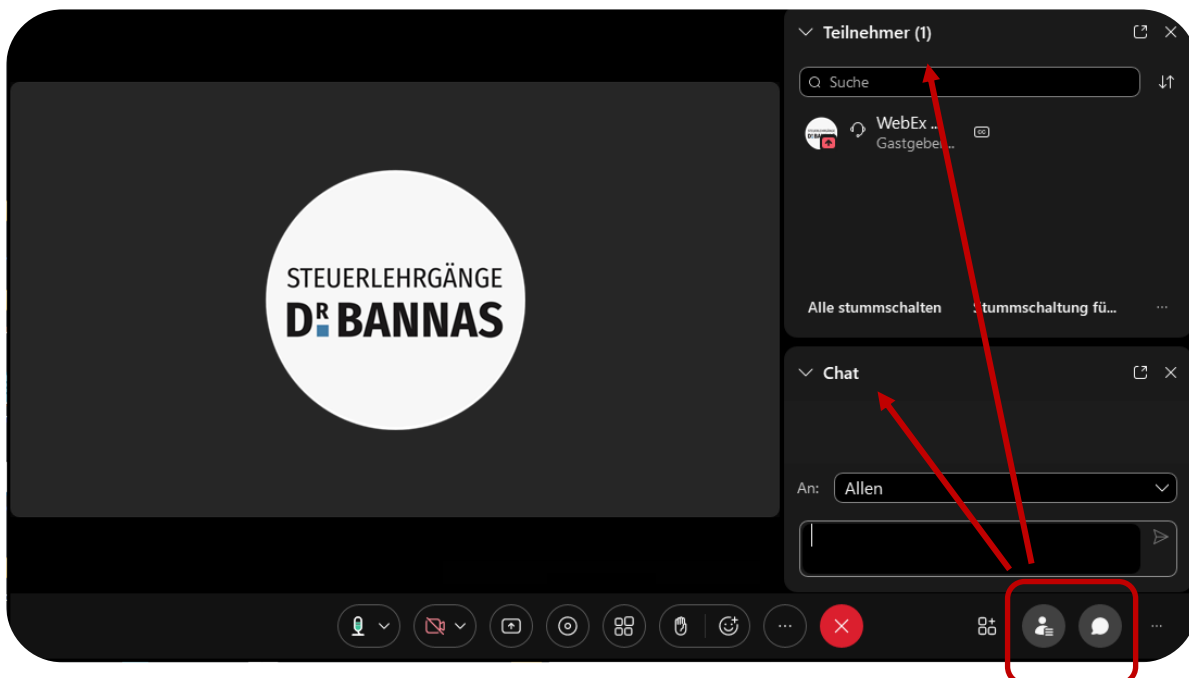 STEUERLEHRGÄNGE
DR BANNAS
Teilnehmer (1)
Suche
WebEx ...
Gastgeber...
Alle stummschalten Stummschaltung fü... ...
Chat
An: Allen